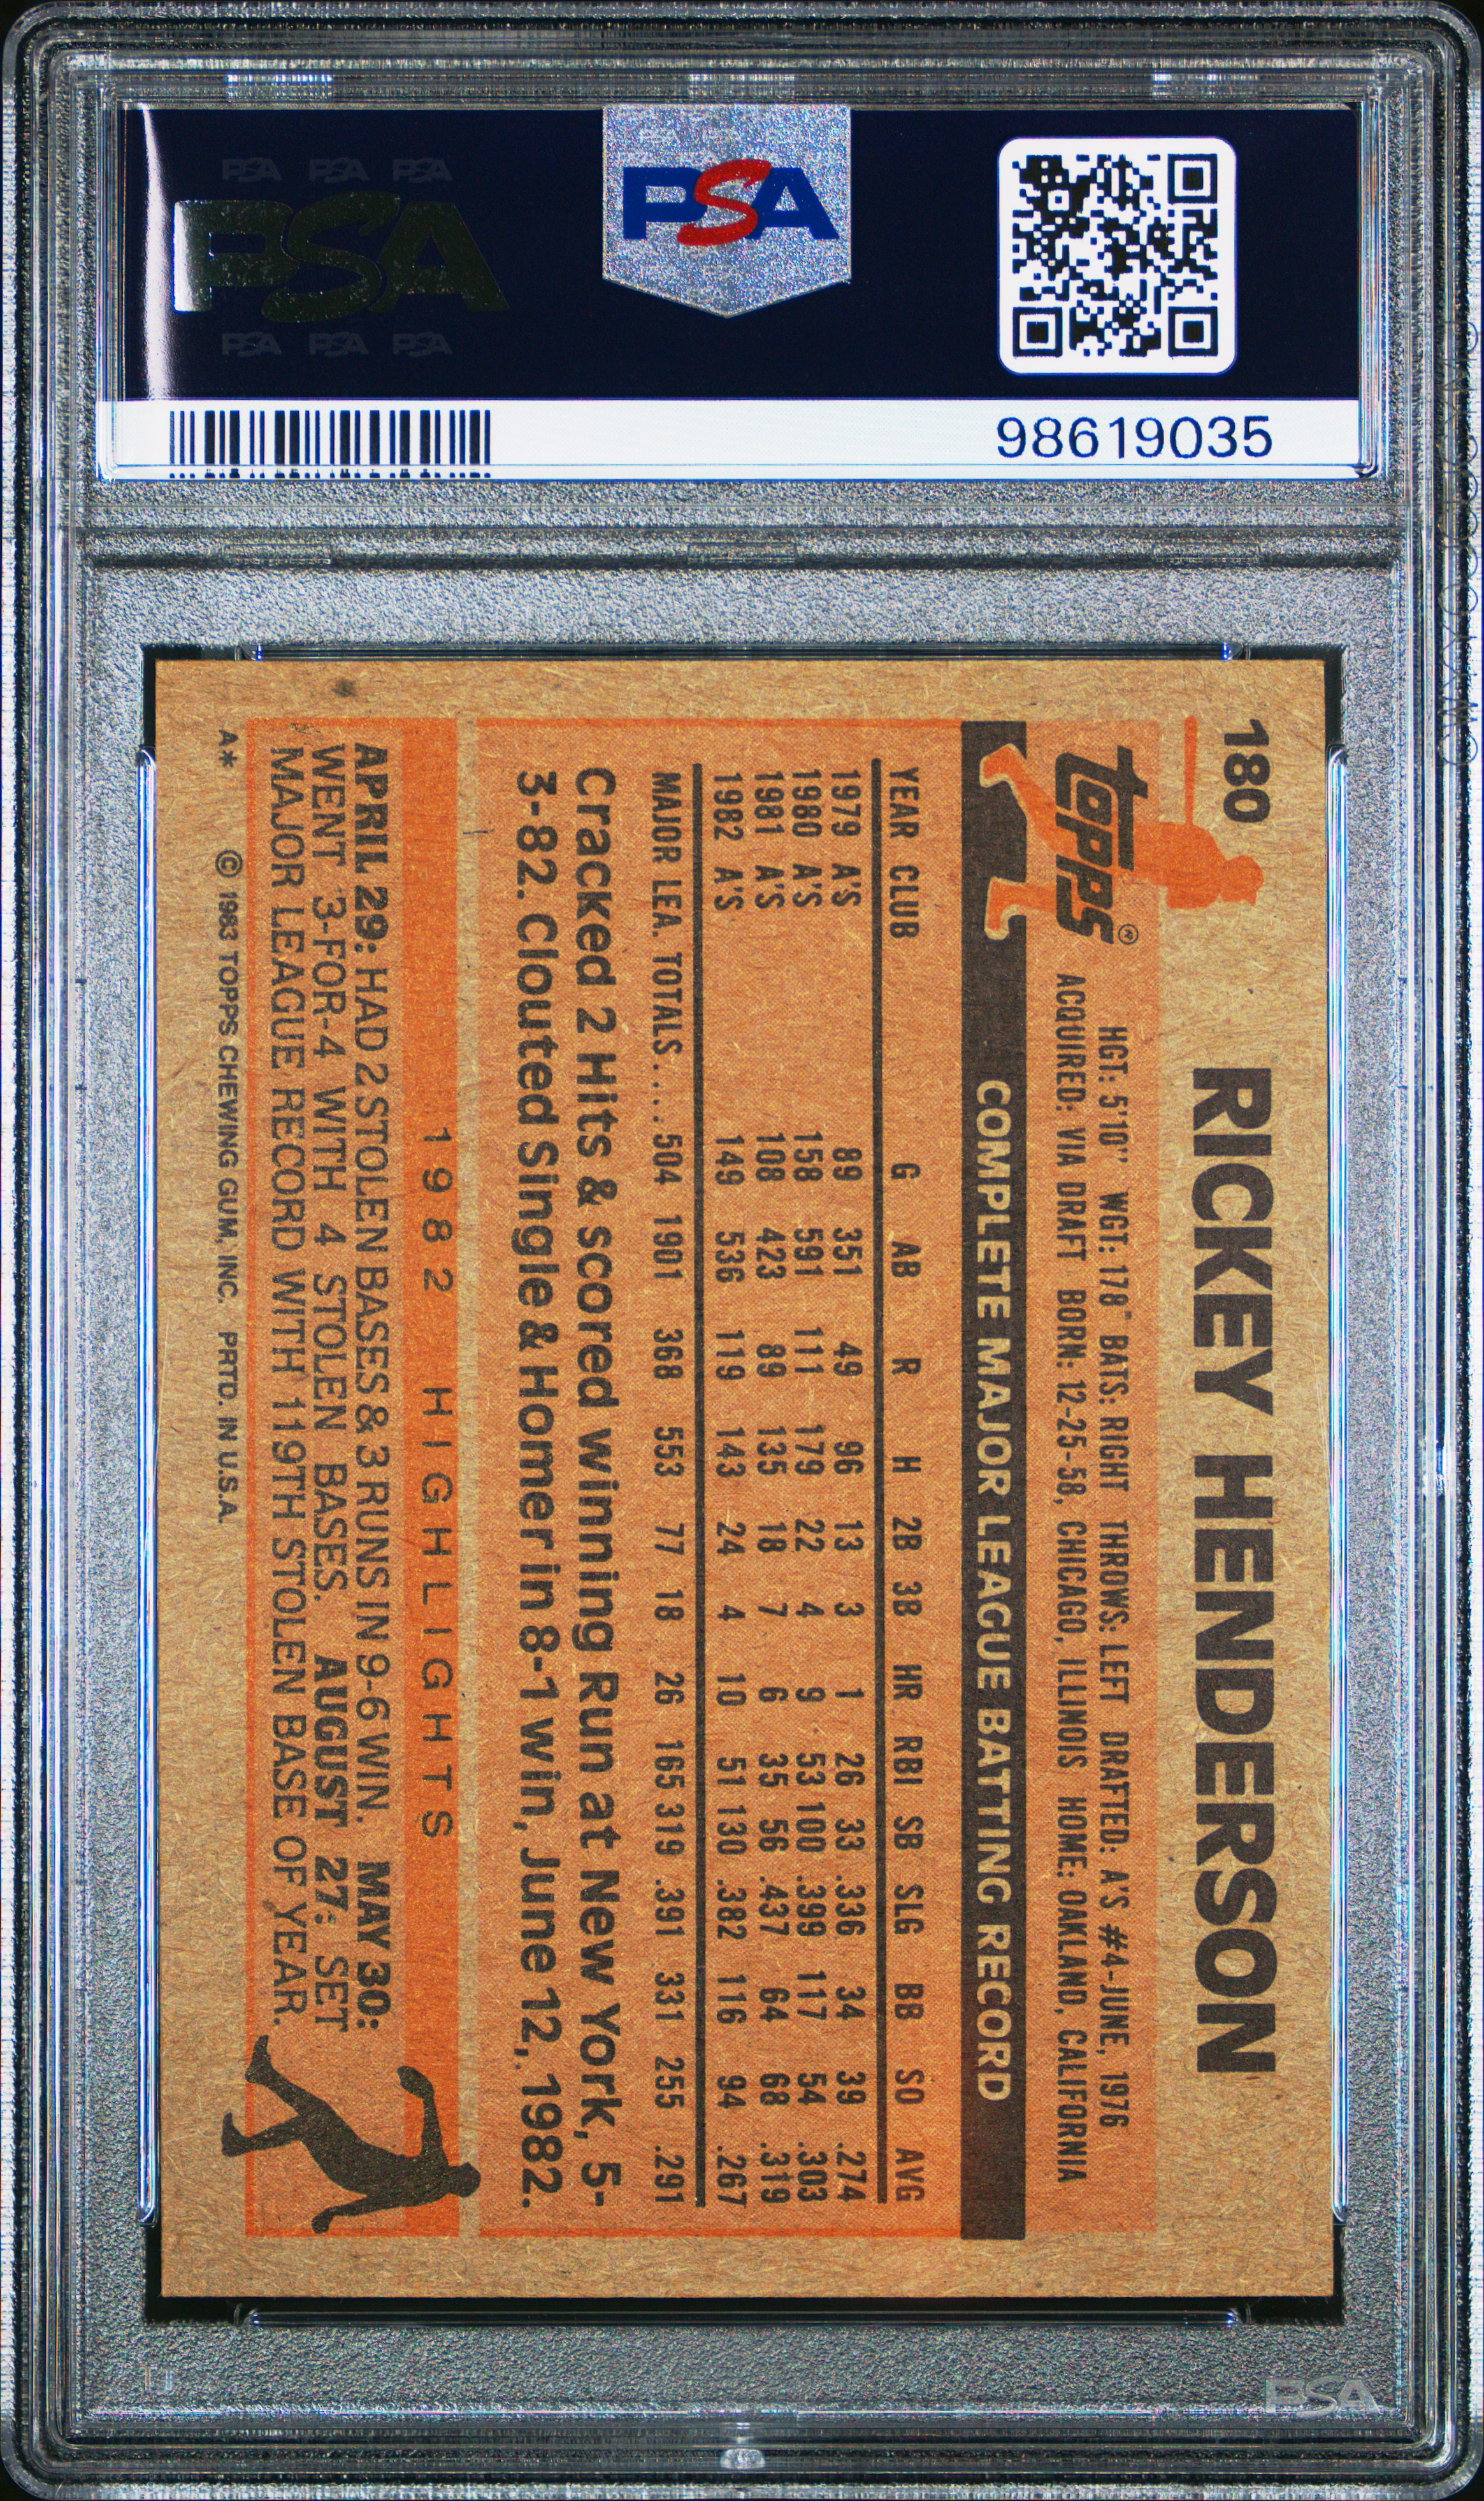 PSA PSA PSA
PSA
PSA PSA PSA
PSA
98619035
180
RICKEY HENDERSON
TOPPS®
HGT: 5'10" WGT: 178" BATS: RIGHT THROWS: LEFT DRAFTED: A'S #4-JUNE, 1976
ACQUIRED: VIA DRAFT BORN: 12-25-58, CHICAGO, ILLINOIS HOME: OAKLAND, CALIFORNIA
COMPLETE MAJOR LEAGUE BATTING RECORD
YEAR CLUB G AB R H 2B 3B HR RBI SB SLG BB SO AVG
1979 A'S 89 351 49 96 13 3 1 26 33 .336 34 39 .274
1980 A'S 158 591 111 179 22 4 9 53 100 .399 117 54 .303
1981 A'S 108 423 89 135 18 7 6 35 56 .437 64 68 .319
1982 A'S 149 536 119 143 24 4 10 51 130 .382 116 94 .267
MAJOR LEA. TOTALS.... 504 1901 368 553 77 18 26 165 319 .391 331 255 .291
Cracked 2 Hits & scored winning Run at New York, 5-
3-82. Clouted Single & Homer in 8-1 win, June 12, 1982.
1982 HIGHLIGHTS
APRIL 29: HAD 2 STOLEN BASES & 3 RUNS IN 9-6 WIN. MAY 30:
WENT 3-FOR-4 WITH 4 STOLEN BASES. AUGUST 27: SET
MAJOR LEAGUE RECORD WITH 119TH STOLEN BASE OF YEAR.
A* © 1983 TOPPS CHEWING GUM, INC. PRTD. IN U.S.A.
PSA